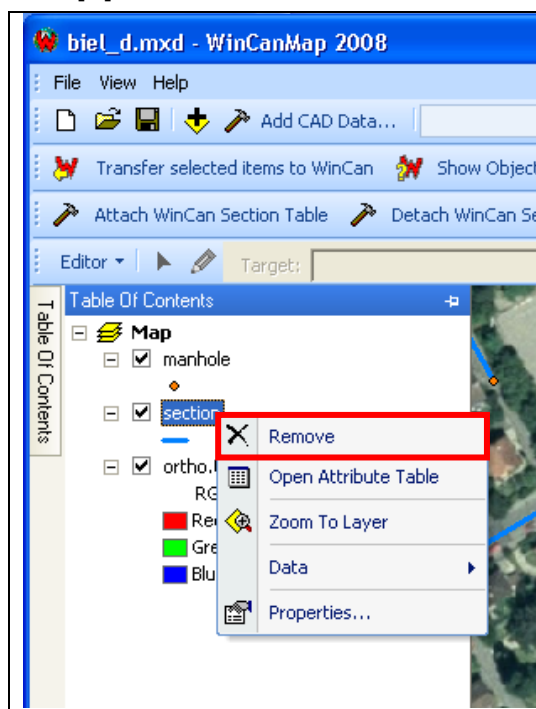 biel_d.mxd - WinCanMap 2008
File View Help
Add CAD Data...
Transfer selected items to WinCan Show Object
Attach WinCan Section Table Detach WinCan Se
Editor Target:
Table Of Contents
Table Of Contents
Map
manhole
section
Remove
ortho.
Open Attribute Table
RG
Re
Zoom To Layer
Gre
Data
Blu
Properties...